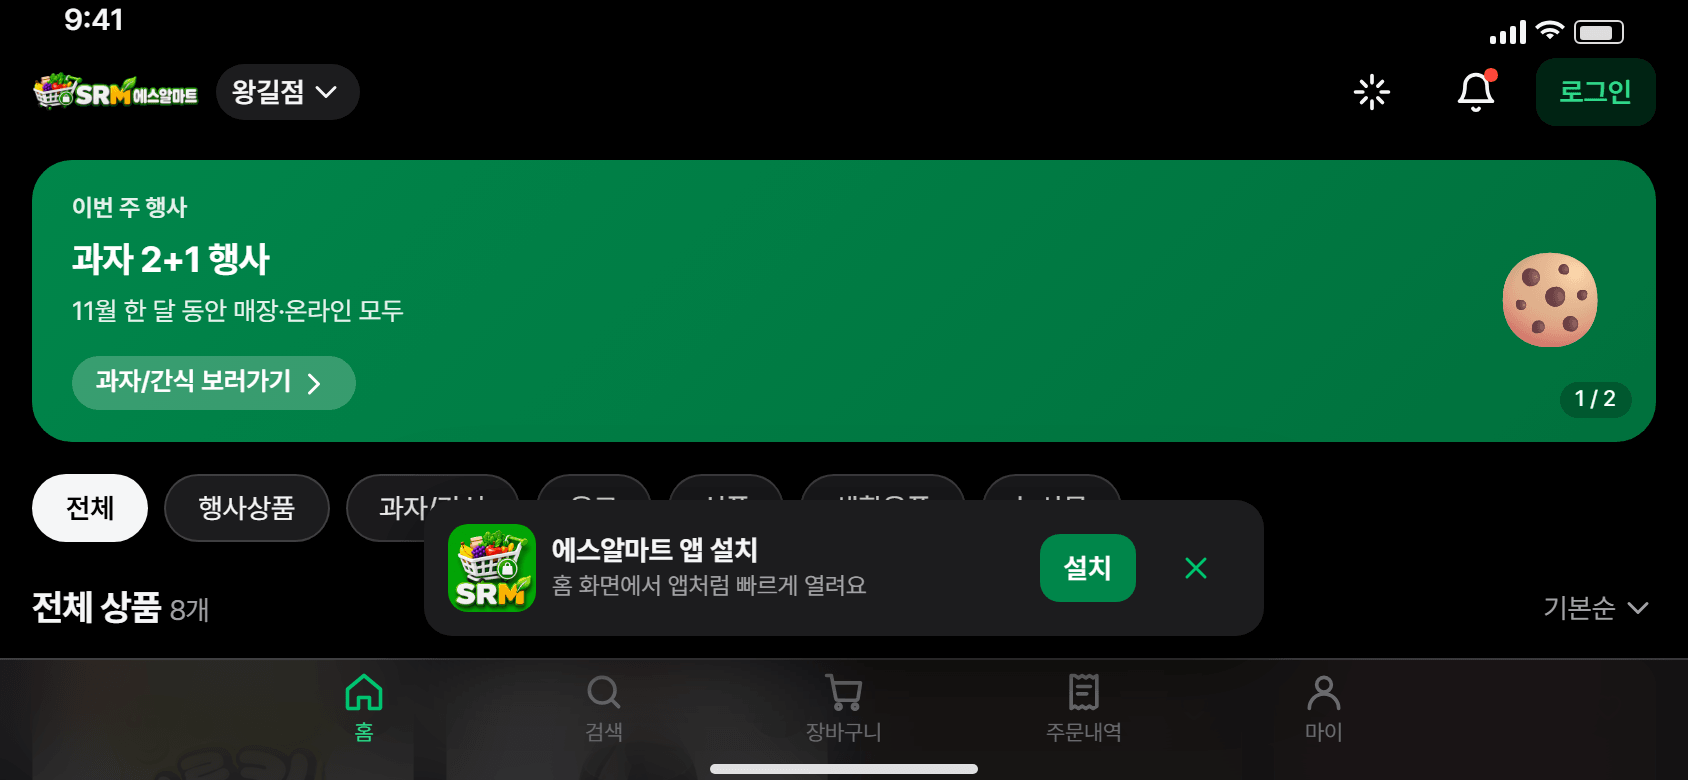 9:41
SRM 에스알마트
왕길점
로그인
이번 주 행사
과자 2+1 행사
11월 한 달 동안 매장·온라인 모두
과자/간식 보러가기
1 / 2
전체
행사상품
과자/간식
에스알마트 앱 설치
홈 화면에서 앱처럼 빠르게 열려요
설치
SRM
전체 상품 8개
기본순
홈
검색
장바구니
주문내역
마이